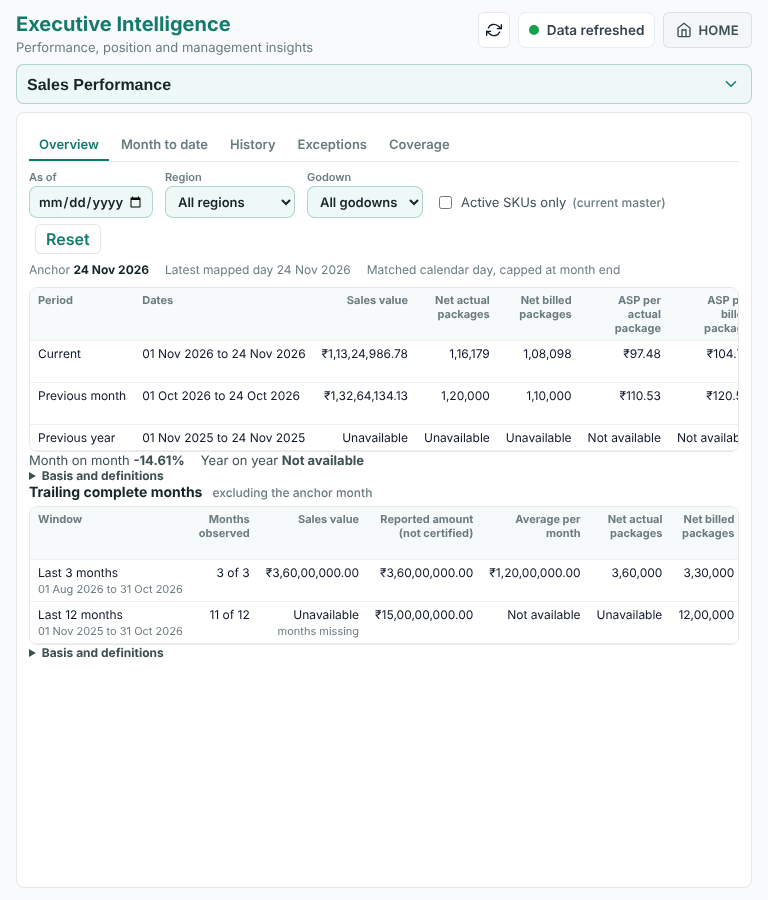 Executive Intelligence
Performance, position and management insights
Data refreshed
HOME
Sales Performance
Overview Month to date History Exceptions Coverage
As of Region Godown
mm/dd/yyyy All regions All godowns Active SKUs only (current master)
Reset
Anchor 24 Nov 2026 Latest mapped day 24 Nov 2026 Matched calendar day, capped at month end
Period Dates Sales value Net actual packages Net billed packages ASP per actual package ASP
Current 01 Nov 2026 to 24 Nov 2026 ₹1,13,24,986.78 1,16,179 1,08,098 ₹97.48 ₹104.
Previous month 01 Oct 2026 to 24 Oct 2026 ₹1,32,64,134.13 1,20,000 1,10,000 ₹110.53 ₹120.
Previous year 01 Nov 2025 to 24 Nov 2025 Unavailable Unavailable Unavailable Not available Not availab
Month on month -14.61% Year on year Not available
Basis and definitions
Trailing complete months excluding the anchor month
Window Months observed Sales value Reported amount (not certified) Average per month Net actual packages Net billed packages
Last 3 months 3 of 3 ₹3,60,00,000.00 ₹3,60,00,000.00 ₹1,20,00,000.00 3,60,000 3,30,000
01 Aug 2026 to 31 Oct 2026
Last 12 months 11 of 12 Unavailable ₹15,00,00,000.00 Not available Unavailable 12,00,000
01 Nov 2025 to 31 Oct 2026 months missing
Basis and definitions